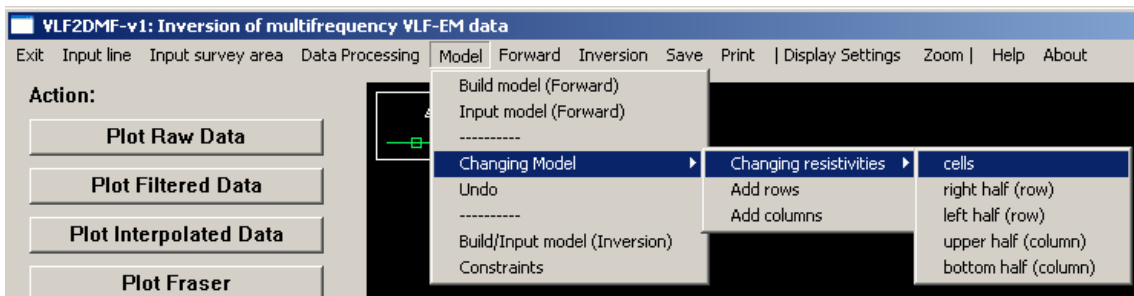 VLF2DMF-v1: Inversion of multifrequency VLF-EM data
Exit Input line Input survey area Data Processing Model Forward Inversion Save Print | Display Settings Zoom | Help About
Action:
Plot Raw Data
Plot Filtered Data
Plot Interpolated Data
Plot Fraser
Build model (Forward)
Input model (Forward)
----------
Changing Model
Undo
----------
Build/Input model (Inversion)
Constraints
Changing resistivities
Add rows
Add columns
cells
right half (row)
left half (row)
upper half (column)
bottom half (column)